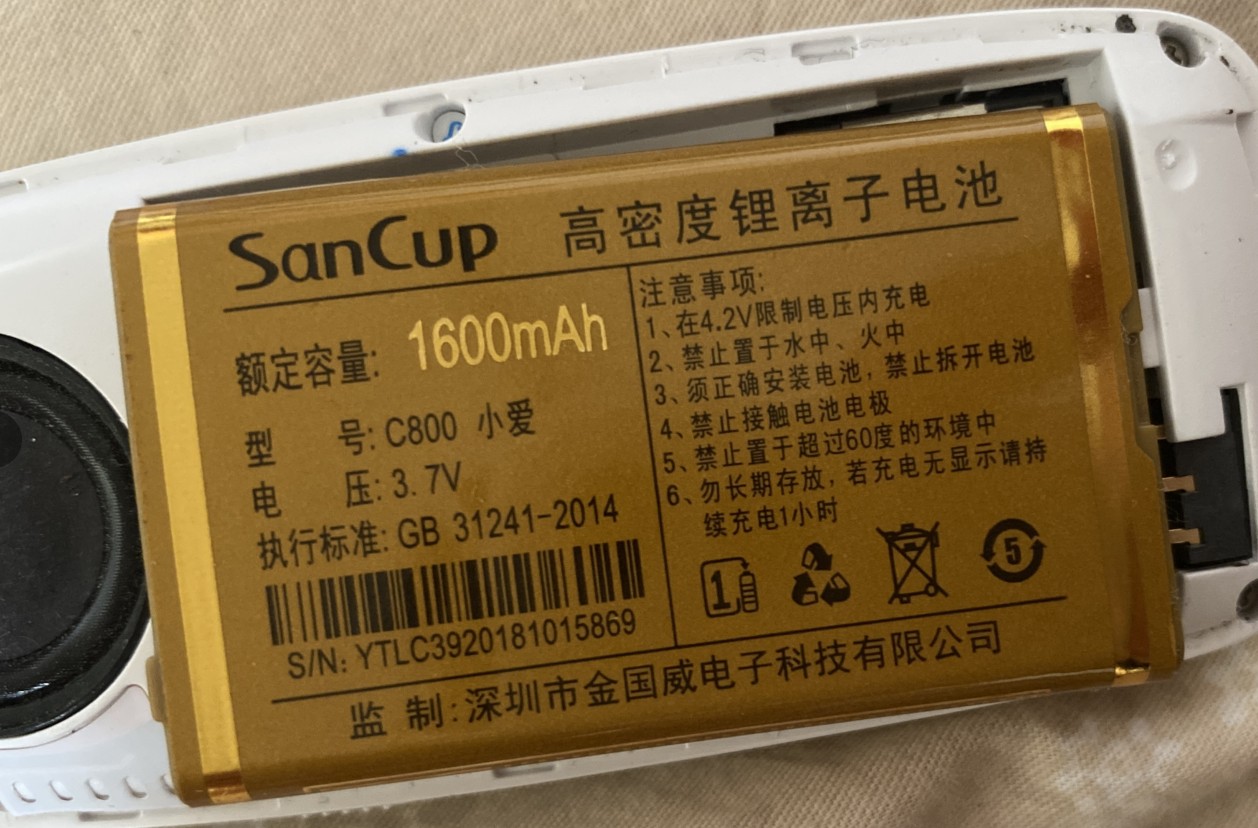 SanCup 高密度锂离子电池
额定容量: 1600mAh
型 号: C800 小爱
电 压: 3.7V
执行标准: GB 31241-2014
S/N: YTLC3920181015869
注意事项:
1、在4.2V限制电压内充电
2、禁止置于水中、火中
3、须正确安装电池，禁止拆开电池
4、禁止接触电池电极
5、禁止置于超过60度的环境中
6、勿长期存放，若充电无显示请持
续充电1小时
1
5
监 制: 深圳市金国威电子科技有限公司